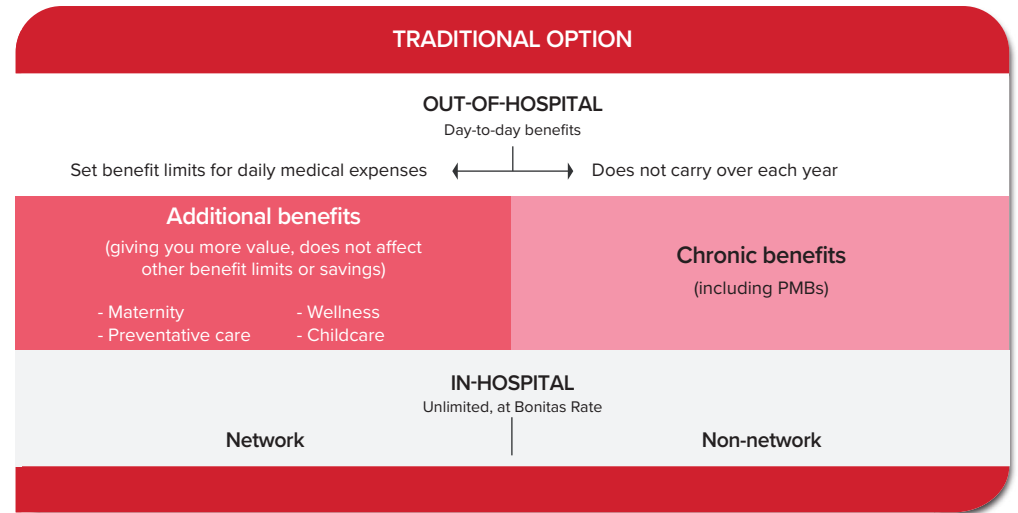 TRADITIONAL OPTION
OUT-OF-HOSPITAL
Day-to-day benefits
Set benefit limits for daily medical expenses
Does not carry over each year
Additional benefits
(giving you more value, does not affect
other benefit limits or savings)
- Maternity
- Preventative care
- Wellness
- Childcare
Chronic benefits
(including PMBs)
IN-HOSPITAL
Unlimited, at Bonitas Rate
Network
Non-network